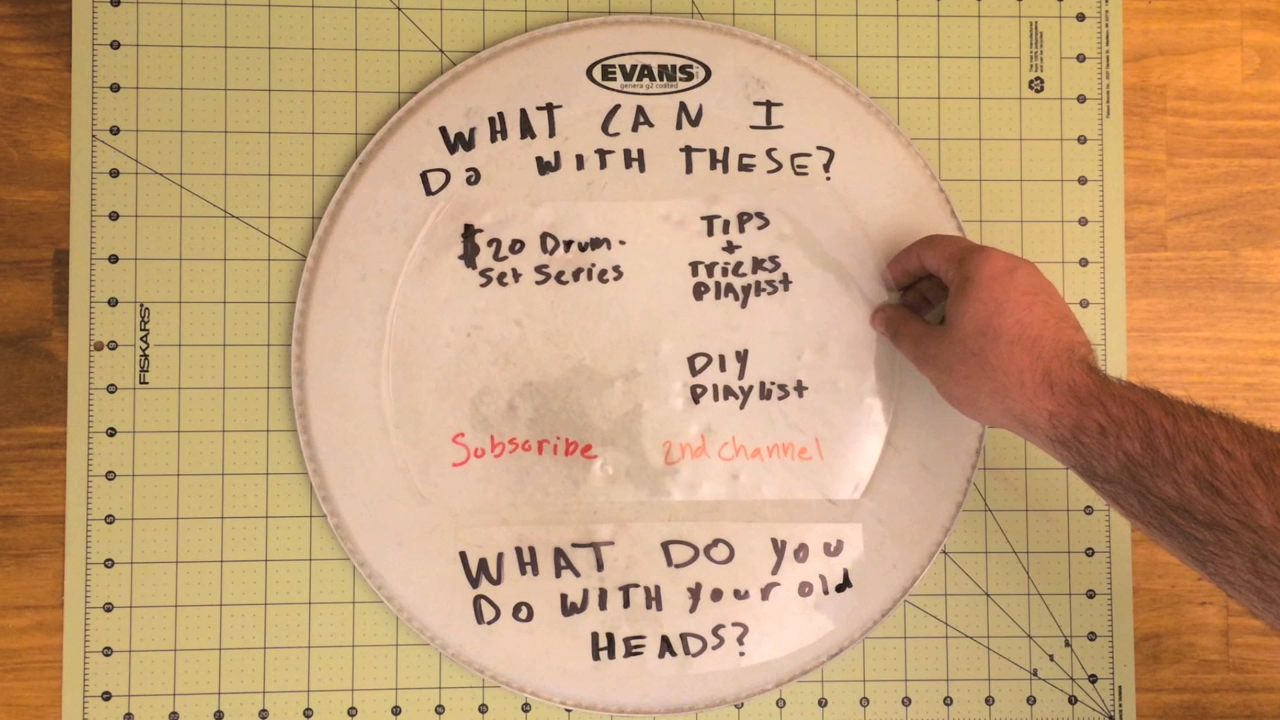 EVANS
genera g2 coated
WHAT CAN I
Do WITH THESE?
$20 Drum-
Set Series
TIPS
+
Tricks
Playlist
DIY
Playlist
Subscribe
2nd channel
WHAT DO you
Do WITH your old
HEADS?
FISKARS